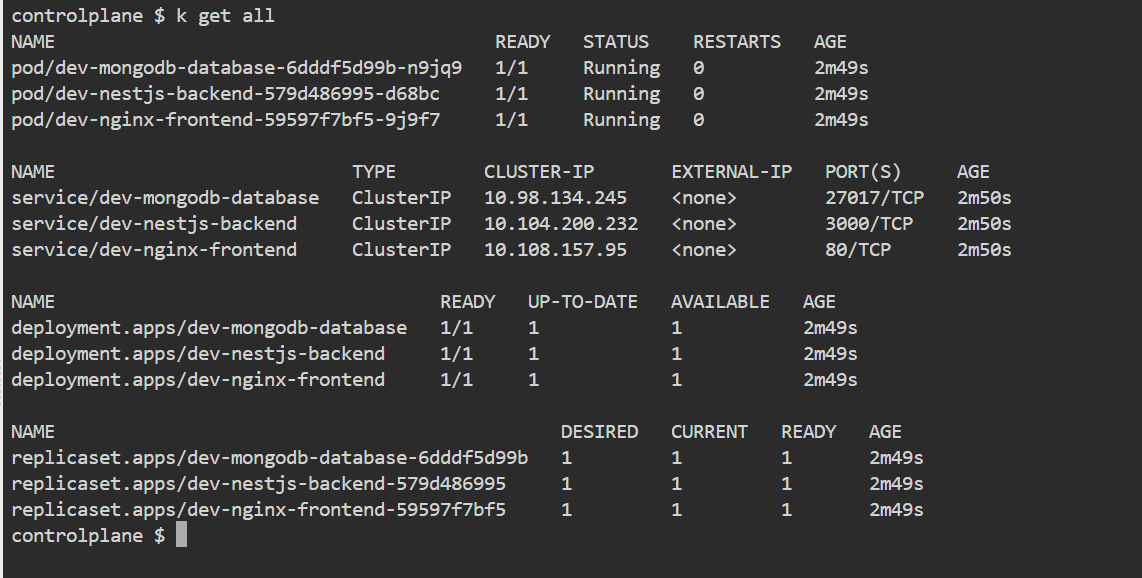 controlplane $ k get all
NAME READY STATUS RESTARTS AGE
pod/dev-mongodb-database-6dddf5d99b-n9jq9 1/1 Running 0 2m49s
pod/dev-nestjs-backend-579d486995-d68bc 1/1 Running 0 2m49s
pod/dev-nginx-frontend-59597f7bf5-9j9f7 1/1 Running 0 2m49s
NAME TYPE CLUSTER-IP EXTERNAL-IP PORT(S) AGE
service/dev-mongodb-database ClusterIP 10.98.134.245 <none> 27017/TCP 2m50s
service/dev-nestjs-backend ClusterIP 10.104.200.232 <none> 3000/TCP 2m50s
service/dev-nginx-frontend ClusterIP 10.108.157.95 <none> 80/TCP 2m50s
NAME READY UP-TO-DATE AVAILABLE AGE
deployment.apps/dev-mongodb-database 1/1 1 1 2m49s
deployment.apps/dev-nestjs-backend 1/1 1 1 2m49s
deployment.apps/dev-nginx-frontend 1/1 1 1 2m49s
NAME DESIRED CURRENT READY AGE
replicaset.apps/dev-mongodb-database-6dddf5d99b 1 1 1 2m49s
replicaset.apps/dev-nestjs-backend-579d486995 1 1 1 2m49s
replicaset.apps/dev-nginx-frontend-59597f7bf5 1 1 1 2m49s
controlplane $